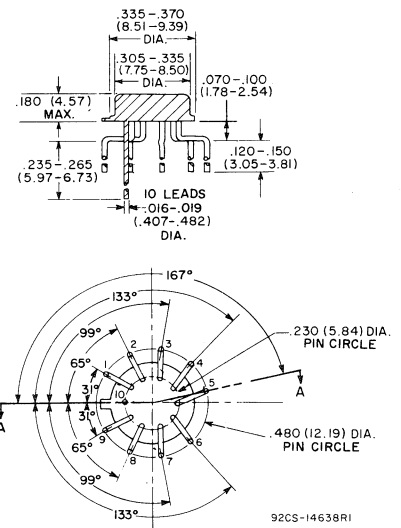 .335-.370
(8.51-9.39)
DIA.
.305-.335
(7.75-8.50)
DIA.
.070-.100
(1.78-2.54)
.180 (4.57)
MAX.
.120-.150
(3.05-3.81)
.235-.265
(5.97-6.73)
10 LEADS
.016-.019
(.407-.482)
DIA.
167°
133°
99°
65°
31°
31°
65°
99°
133°
1
2
3
4
5
6
7
8
9
10
.230 (5.84) DIA.
PIN CIRCLE
A
A
.480 (12.19) DIA.
PIN CIRCLE
92CS-14638R1